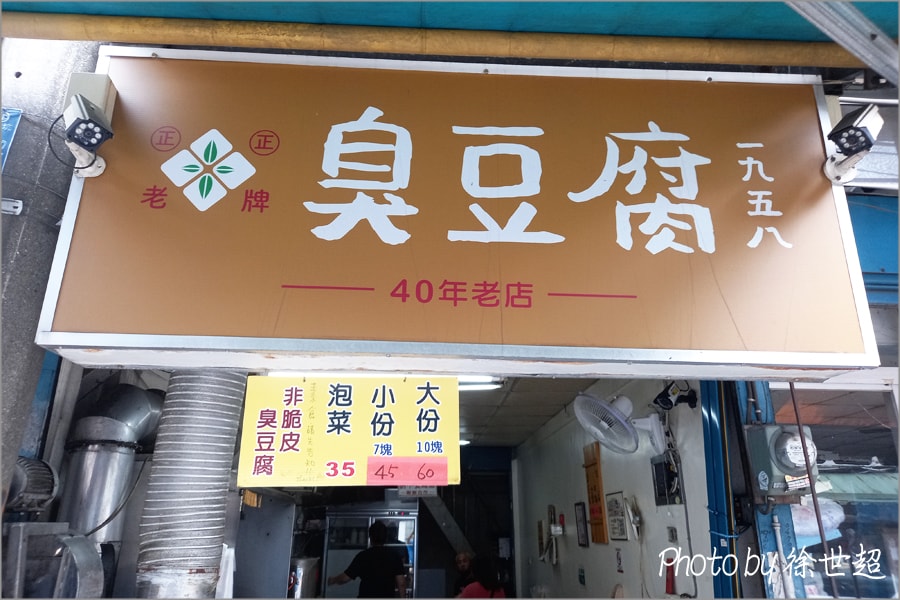 正 正
老 牌
臭豆腐
一九五八
40年老店
大份
10塊
60
小份
7塊
45
泡菜
35
非脆皮
臭豆腐
Photo by 徐世超